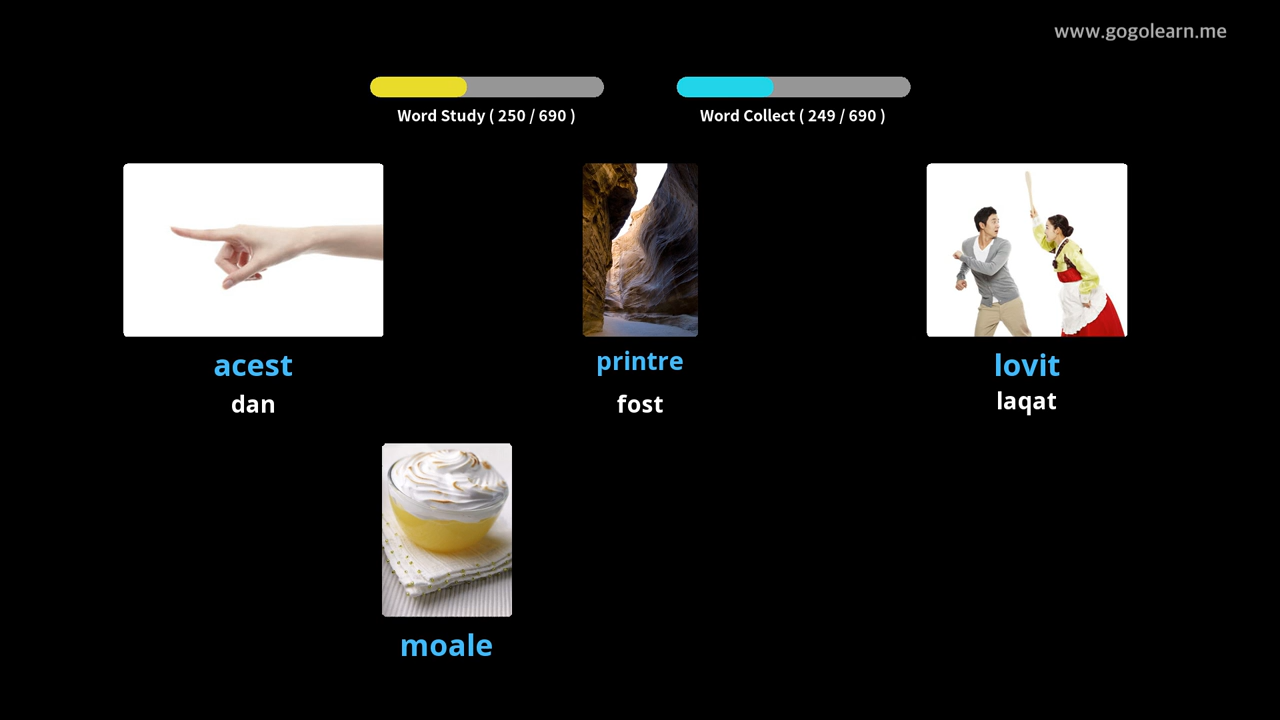 www.gogolearn.me
Word Study ( 250 / 690 )
Word Collect ( 249 / 690 )
acest
printre
lovit
dan
fost
laqat
moale